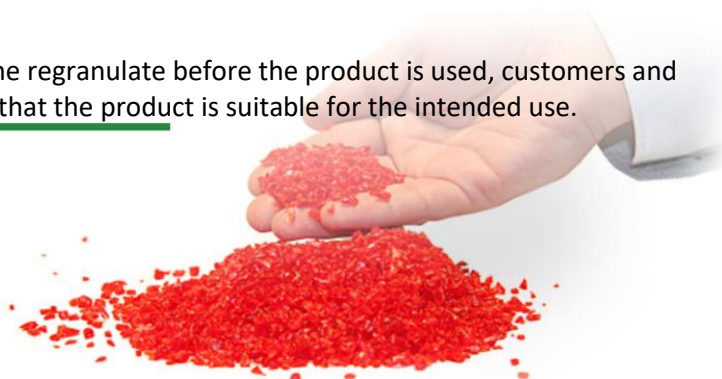 he regranulate before the product is used, customers and
that the product is suitable for the intended use.